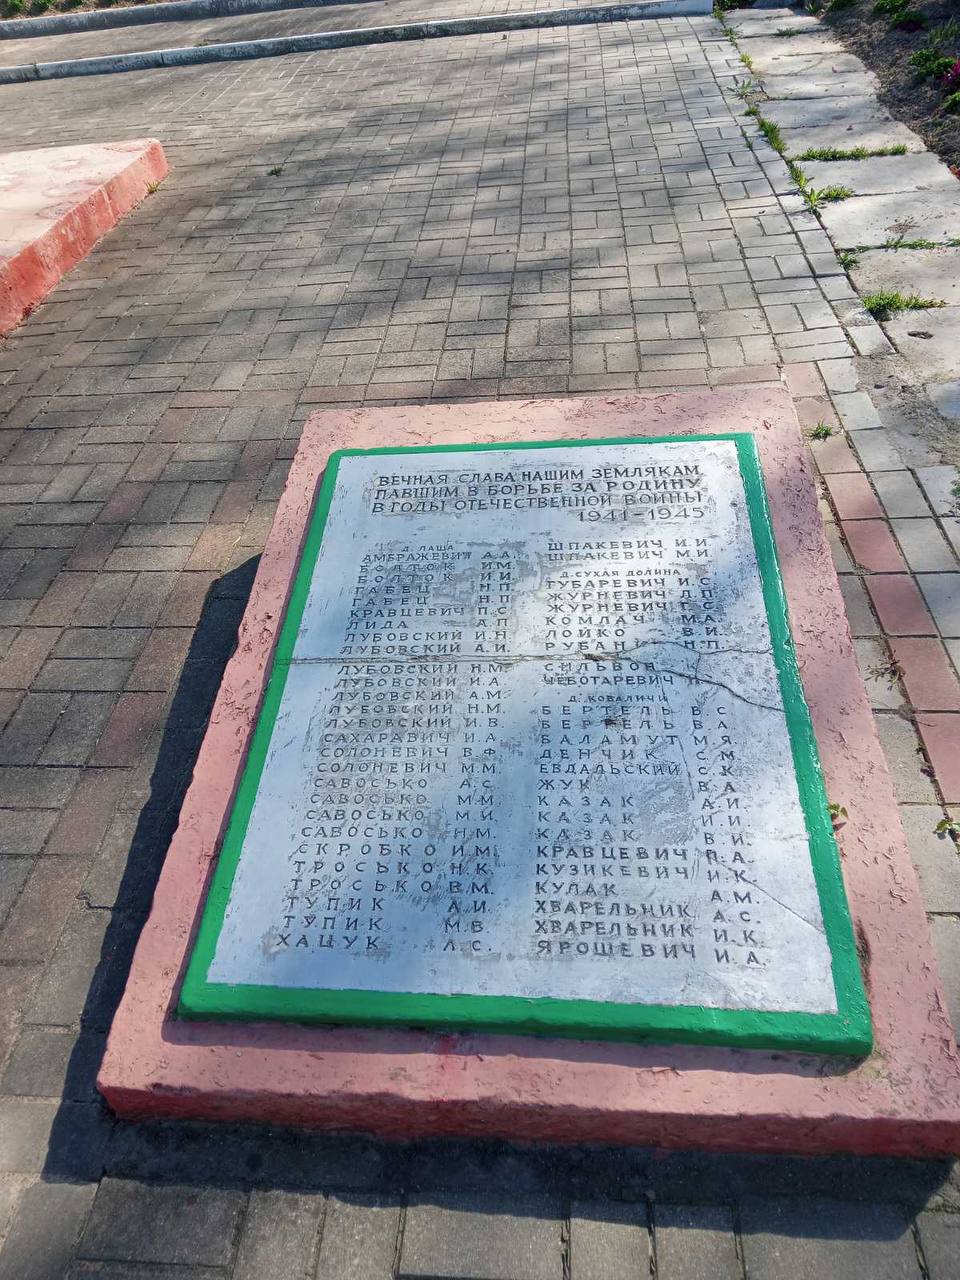 ВЕЧНАЯ СЛАВА НАШИМ ЗЕМЛЯКАМ
ПАВШИМ В БОРЬБЕ ЗА РОДИНУ
В ГОДЫ ОТЕЧЕСТВЕННОЙ ВОЙНЫ
1941-1945
Д. ЛАША
АМБРАЖЕВИЧ А.А.
БОЛТОК И.М.
БОЛТОК И.И.
ГАБЕЦ Н.П.
ГАБЕЦ Н.П.
КРАВЦЕВИЧ П.С.
ЛИДА А.П.
ЛУБОВСКИЙ И.Н.
ЛУБОВСКИЙ А.И.
ЛУБОВСКИЙ Н.М.
ЛУБОВСКИЙ И.А.
ЛУБОВСКИЙ А.М.
ЛУБОВСКИЙ Н.М.
ЛУБОВСКИЙ И.В.
САХАРАВИЧ И.А.
СОЛОНЕВИЧ В.Ф.
СОЛОНЕВИЧ М.М.
САВОСЬКО А.С.
САВОСЬКО М.М.
САВОСЬКО М.И.
САВОСЬКО Н.М.
СКРОБКО И.М.
ТРОСЬКО Н.К.
ТРОСЬКО В.М.
ТУПИК А.И.
ТУПИК М.В.
ХАЦУК Л.С.
ШПАКЕВИЧ И.И.
ШПАКЕВИЧ М.И.
Д. СУХАЯ ДОЛИНА
ГУБАРЕВИЧ И.С.
ЖУРНЕВИЧ Л.П.
ЖУРНЕВИЧ Г.С.
КОМЛАЧ М.А.
ЛОЙКО В.И.
РУБАН Н.П.
СИЛЬВОН
ЧЕБОТАРЕВИЧ
Д. КОВАЛИЧИ
БЕРТЕЛЬ В.С.
БЕРТЕЛЬ В.А.
БАЛАМУТ М.Я.
ДЕНЧИК С.М.
ЕВДАЛЬСКИЙ С.К.
ЖУК В.А.
КАЗАК А.И.
КАЗАК И.И.
КАЗАК В.И.
КРАВЦЕВИЧ П.А.
КУЗИКЕВИЧ И.К.
КУЛАК А.М.
ХВАРЕЛЬНИК А.С.
ХВАРЕЛЬНИК И.К.
ЯРОШЕВИЧ И.А.